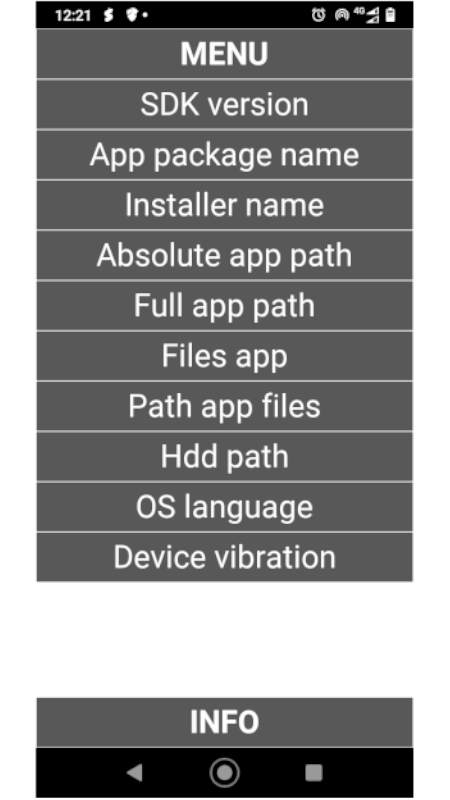 12:21
4G
MENU
SDK version
App package name
Installer name
Absolute app path
Full app path
Files app
Path app files
Hdd path
OS language
Device vibration
INFO